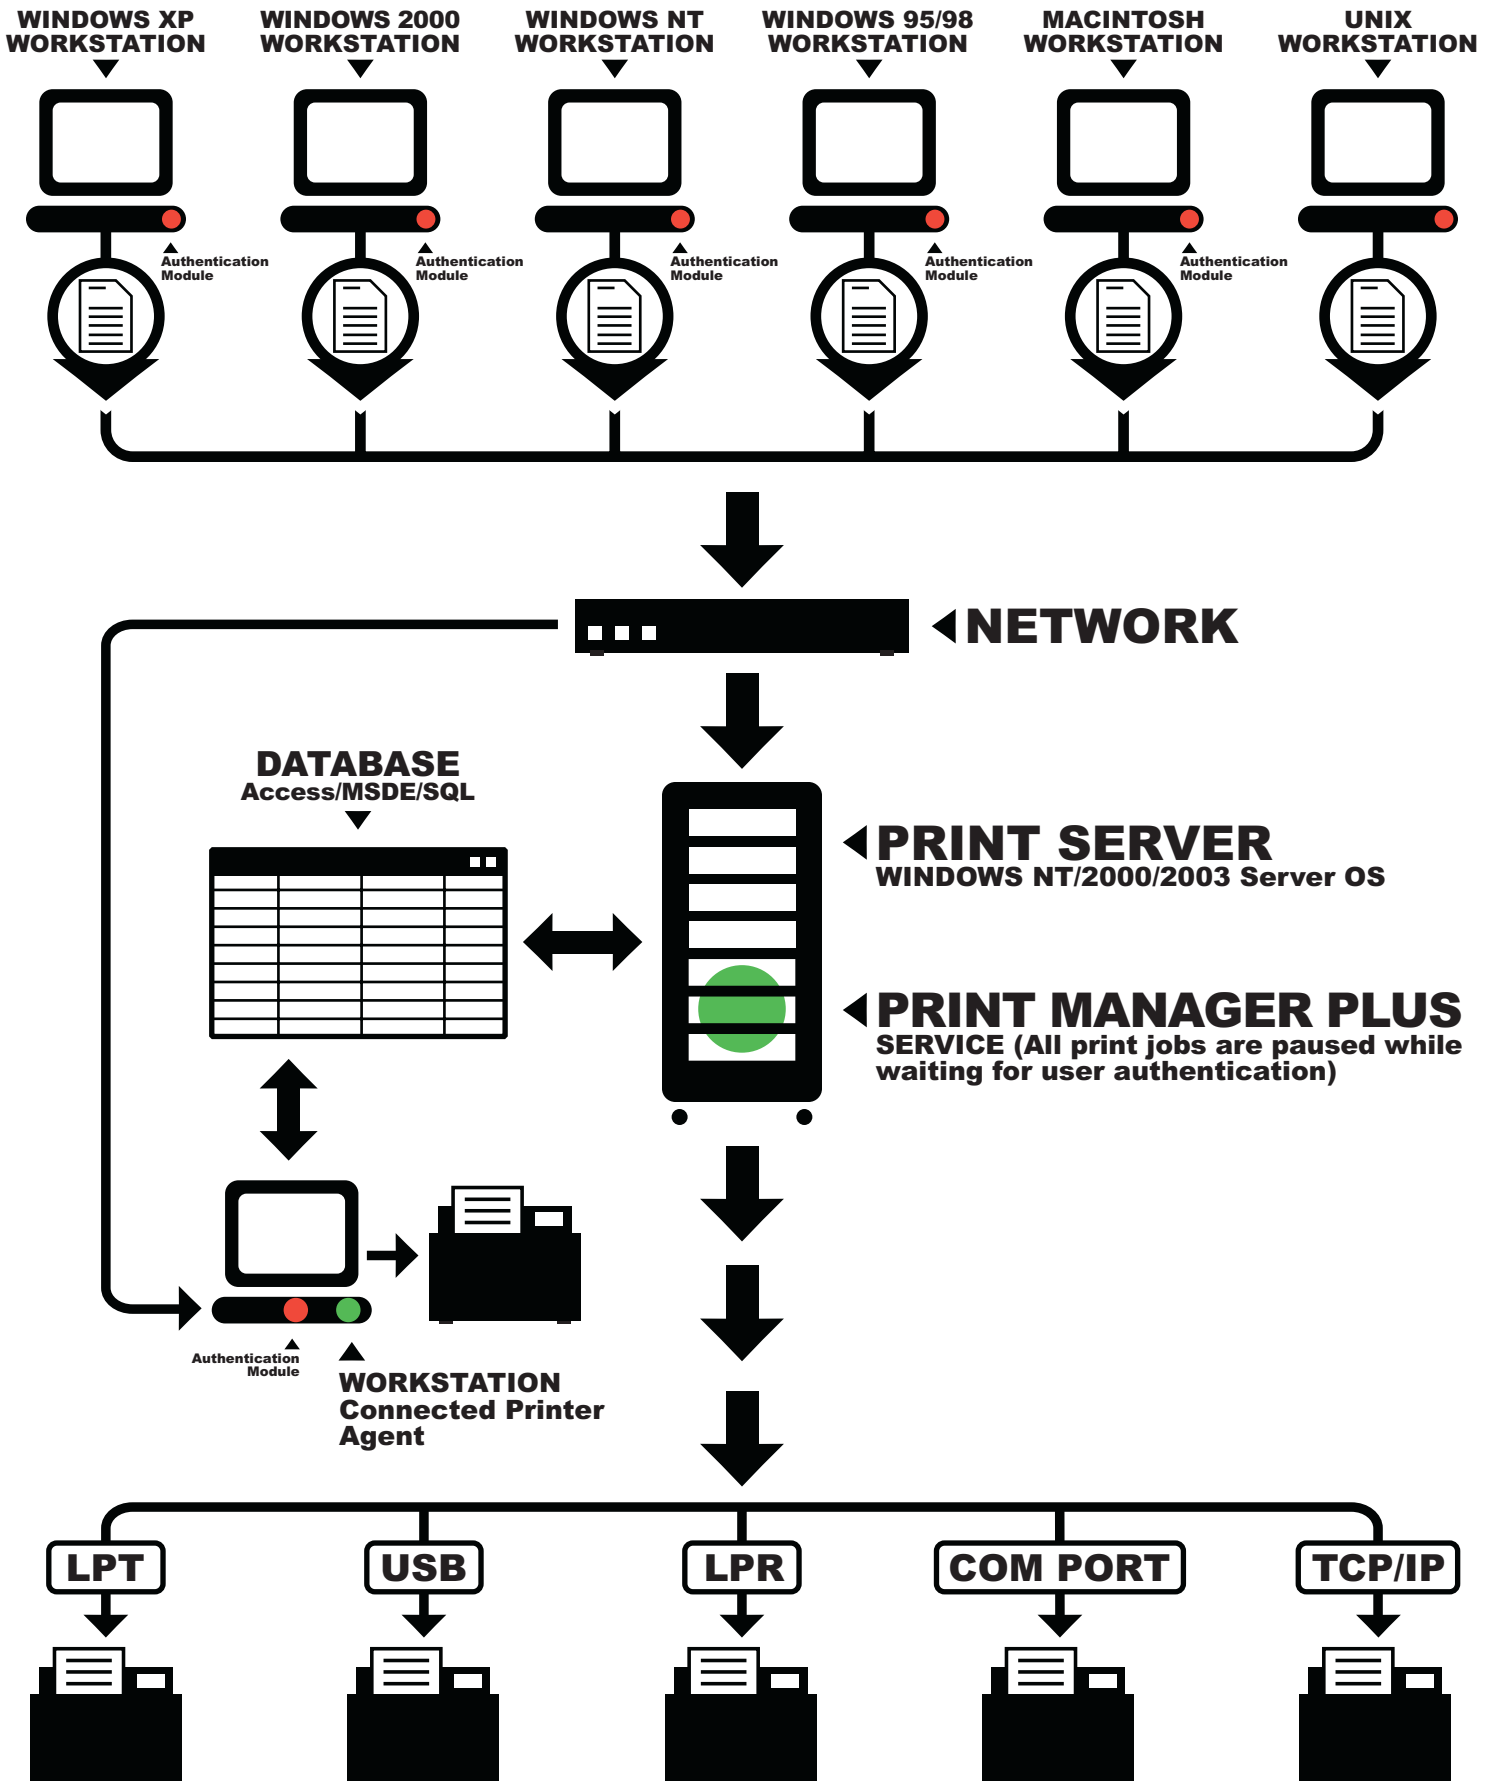 WINDOWS XP
WORKSTATION
WINDOWS 2000
WORKSTATION
WINDOWS NT
WORKSTATION
WINDOWS 95/98
WORKSTATION
MACINTOSH
WORKSTATION
UNIX
WORKSTATION
Authentication
Module
Authentication
Module
Authentication
Module
Authentication
Module
Authentication
Module
NETWORK
DATABASE
Access/MSDE/SQL
PRINT SERVER
WINDOWS NT/2000/2003 Server OS
PRINT MANAGER PLUS
SERVICE (All print jobs are paused while
waiting for user authentication)
Authentication
Module
WORKSTATION
Connected Printer
Agent
LPT
USB
LPR
COM PORT
TCP/IP